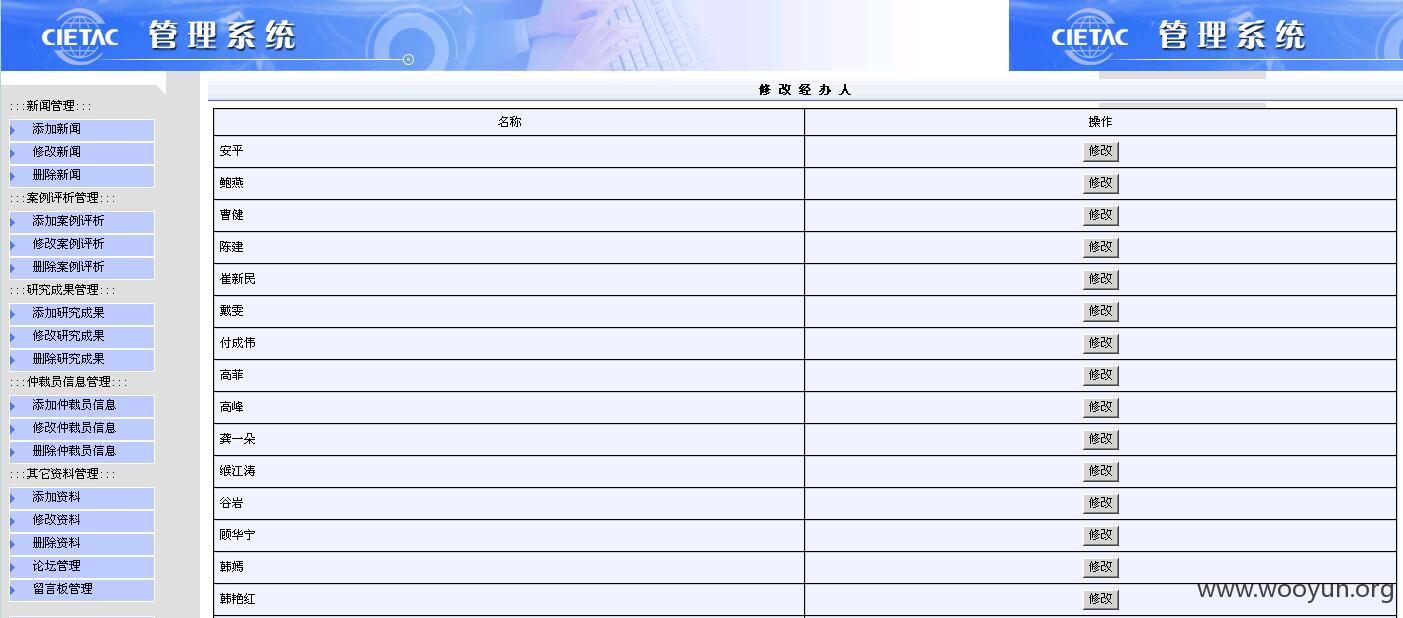 CIETAC 管理系统
CIETAC 管理系统
:::新闻管理:::
添加新闻
修改新闻
删除新闻
:::案例评析管理:::
添加案例评析
修改案例评析
删除案例评析
:::研究成果管理:::
添加研究成果
修改研究成果
删除研究成果
:::仲裁员信息管理:::
添加仲裁员信息
修改仲裁员信息
删除仲裁员信息
:::其它资料管理:::
添加资料
修改资料
删除资料
论坛管理
留言板管理
修改经办人
名称 操作
安平 修改
鲍燕 修改
曹健 修改
陈建 修改
崔新民 修改
戴雯 修改
付成伟 修改
高菲 修改
高峰 修改
龚一朵 修改
缑江涛 修改
谷岩 修改
顾华宁 修改
韩嫣 修改
韩艳红 修改
www.wooyun.org